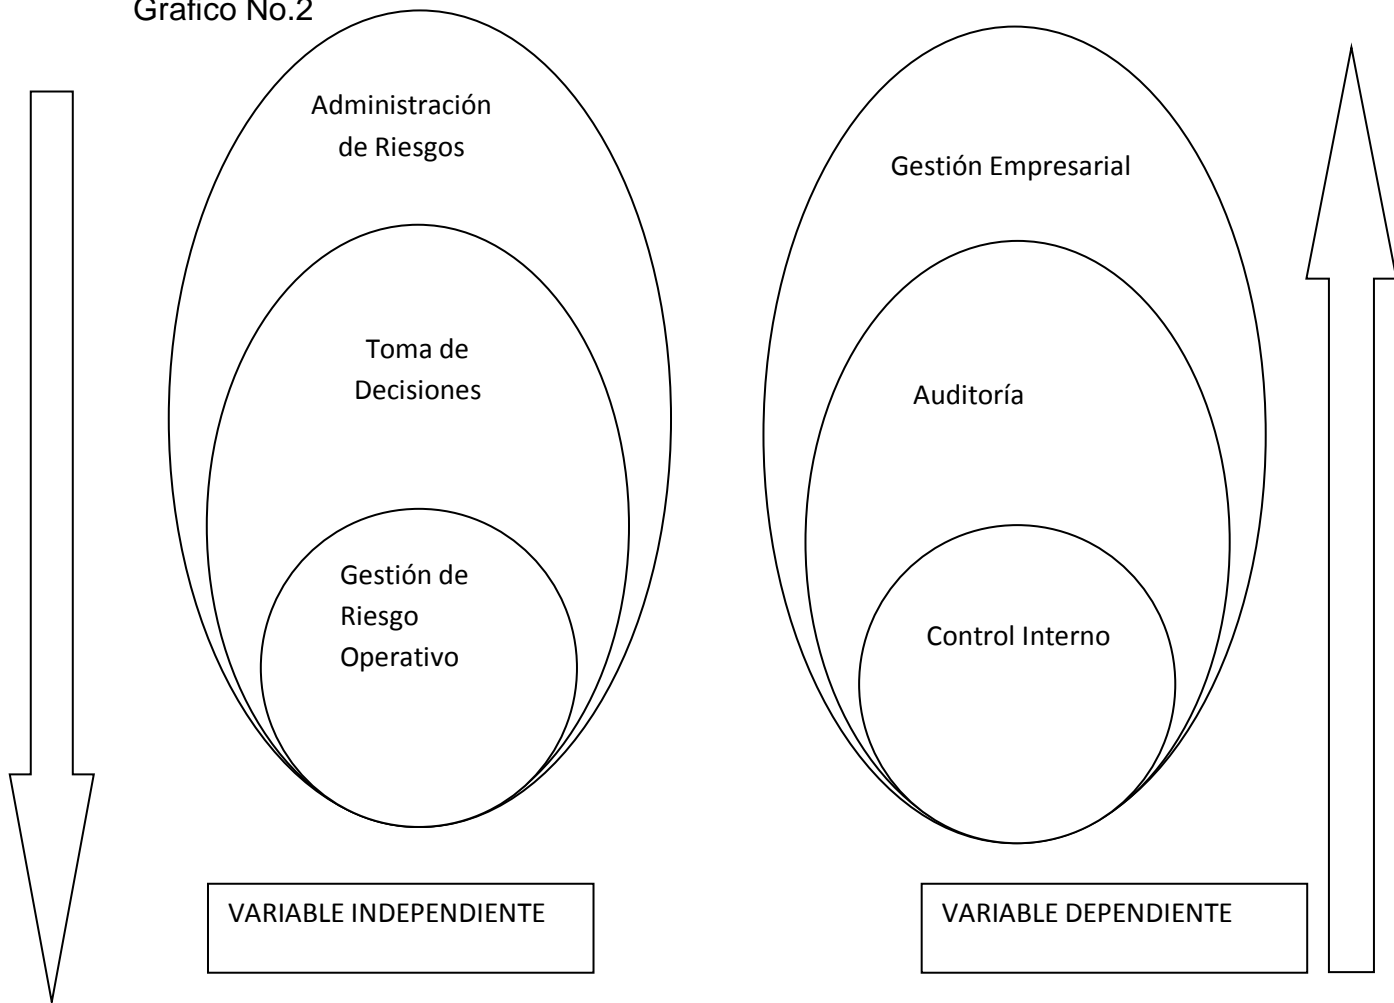 Gráfico No.2
Administración
de Riesgos
Toma de
Decisiones
Gestión de
Riesgo
Operativo
VARIABLE INDEPENDIENTE
Gestión Empresarial
Auditoría
Control Interno
VARIABLE DEPENDIENTE